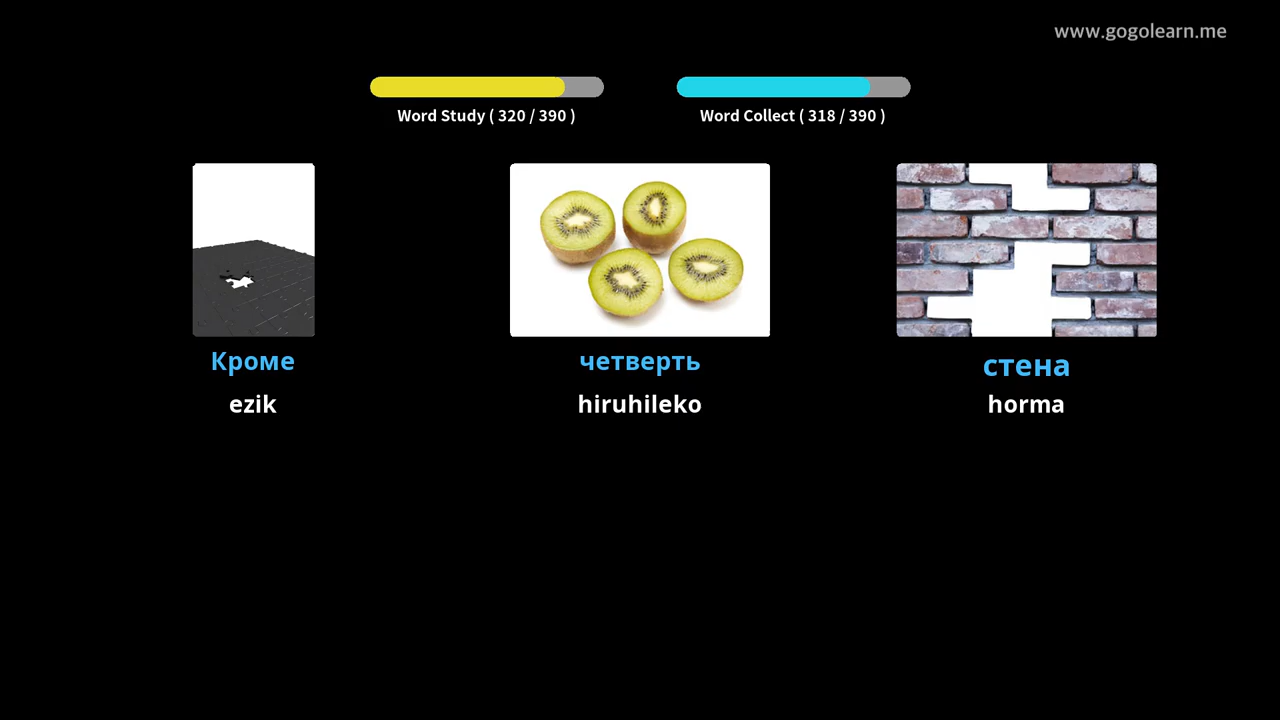 www.gogolearn.me
Word Study ( 320 / 390 )
Word Collect ( 318 / 390 )
Кроме
четверть
стена
ezik
hiruhileko
horma